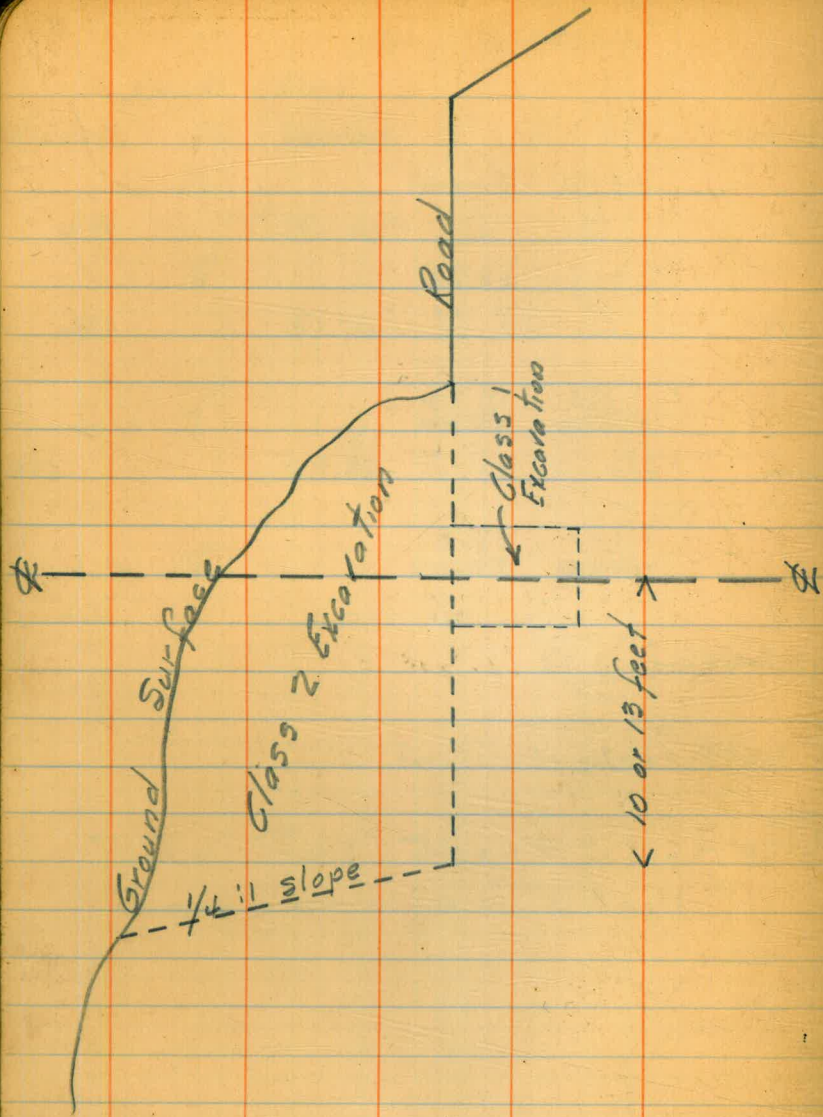 Road
Class 1
Excavation
℄
℄
Ground Surface
Class 2 Excavation
10 or 13 feet
1/4:1 slope